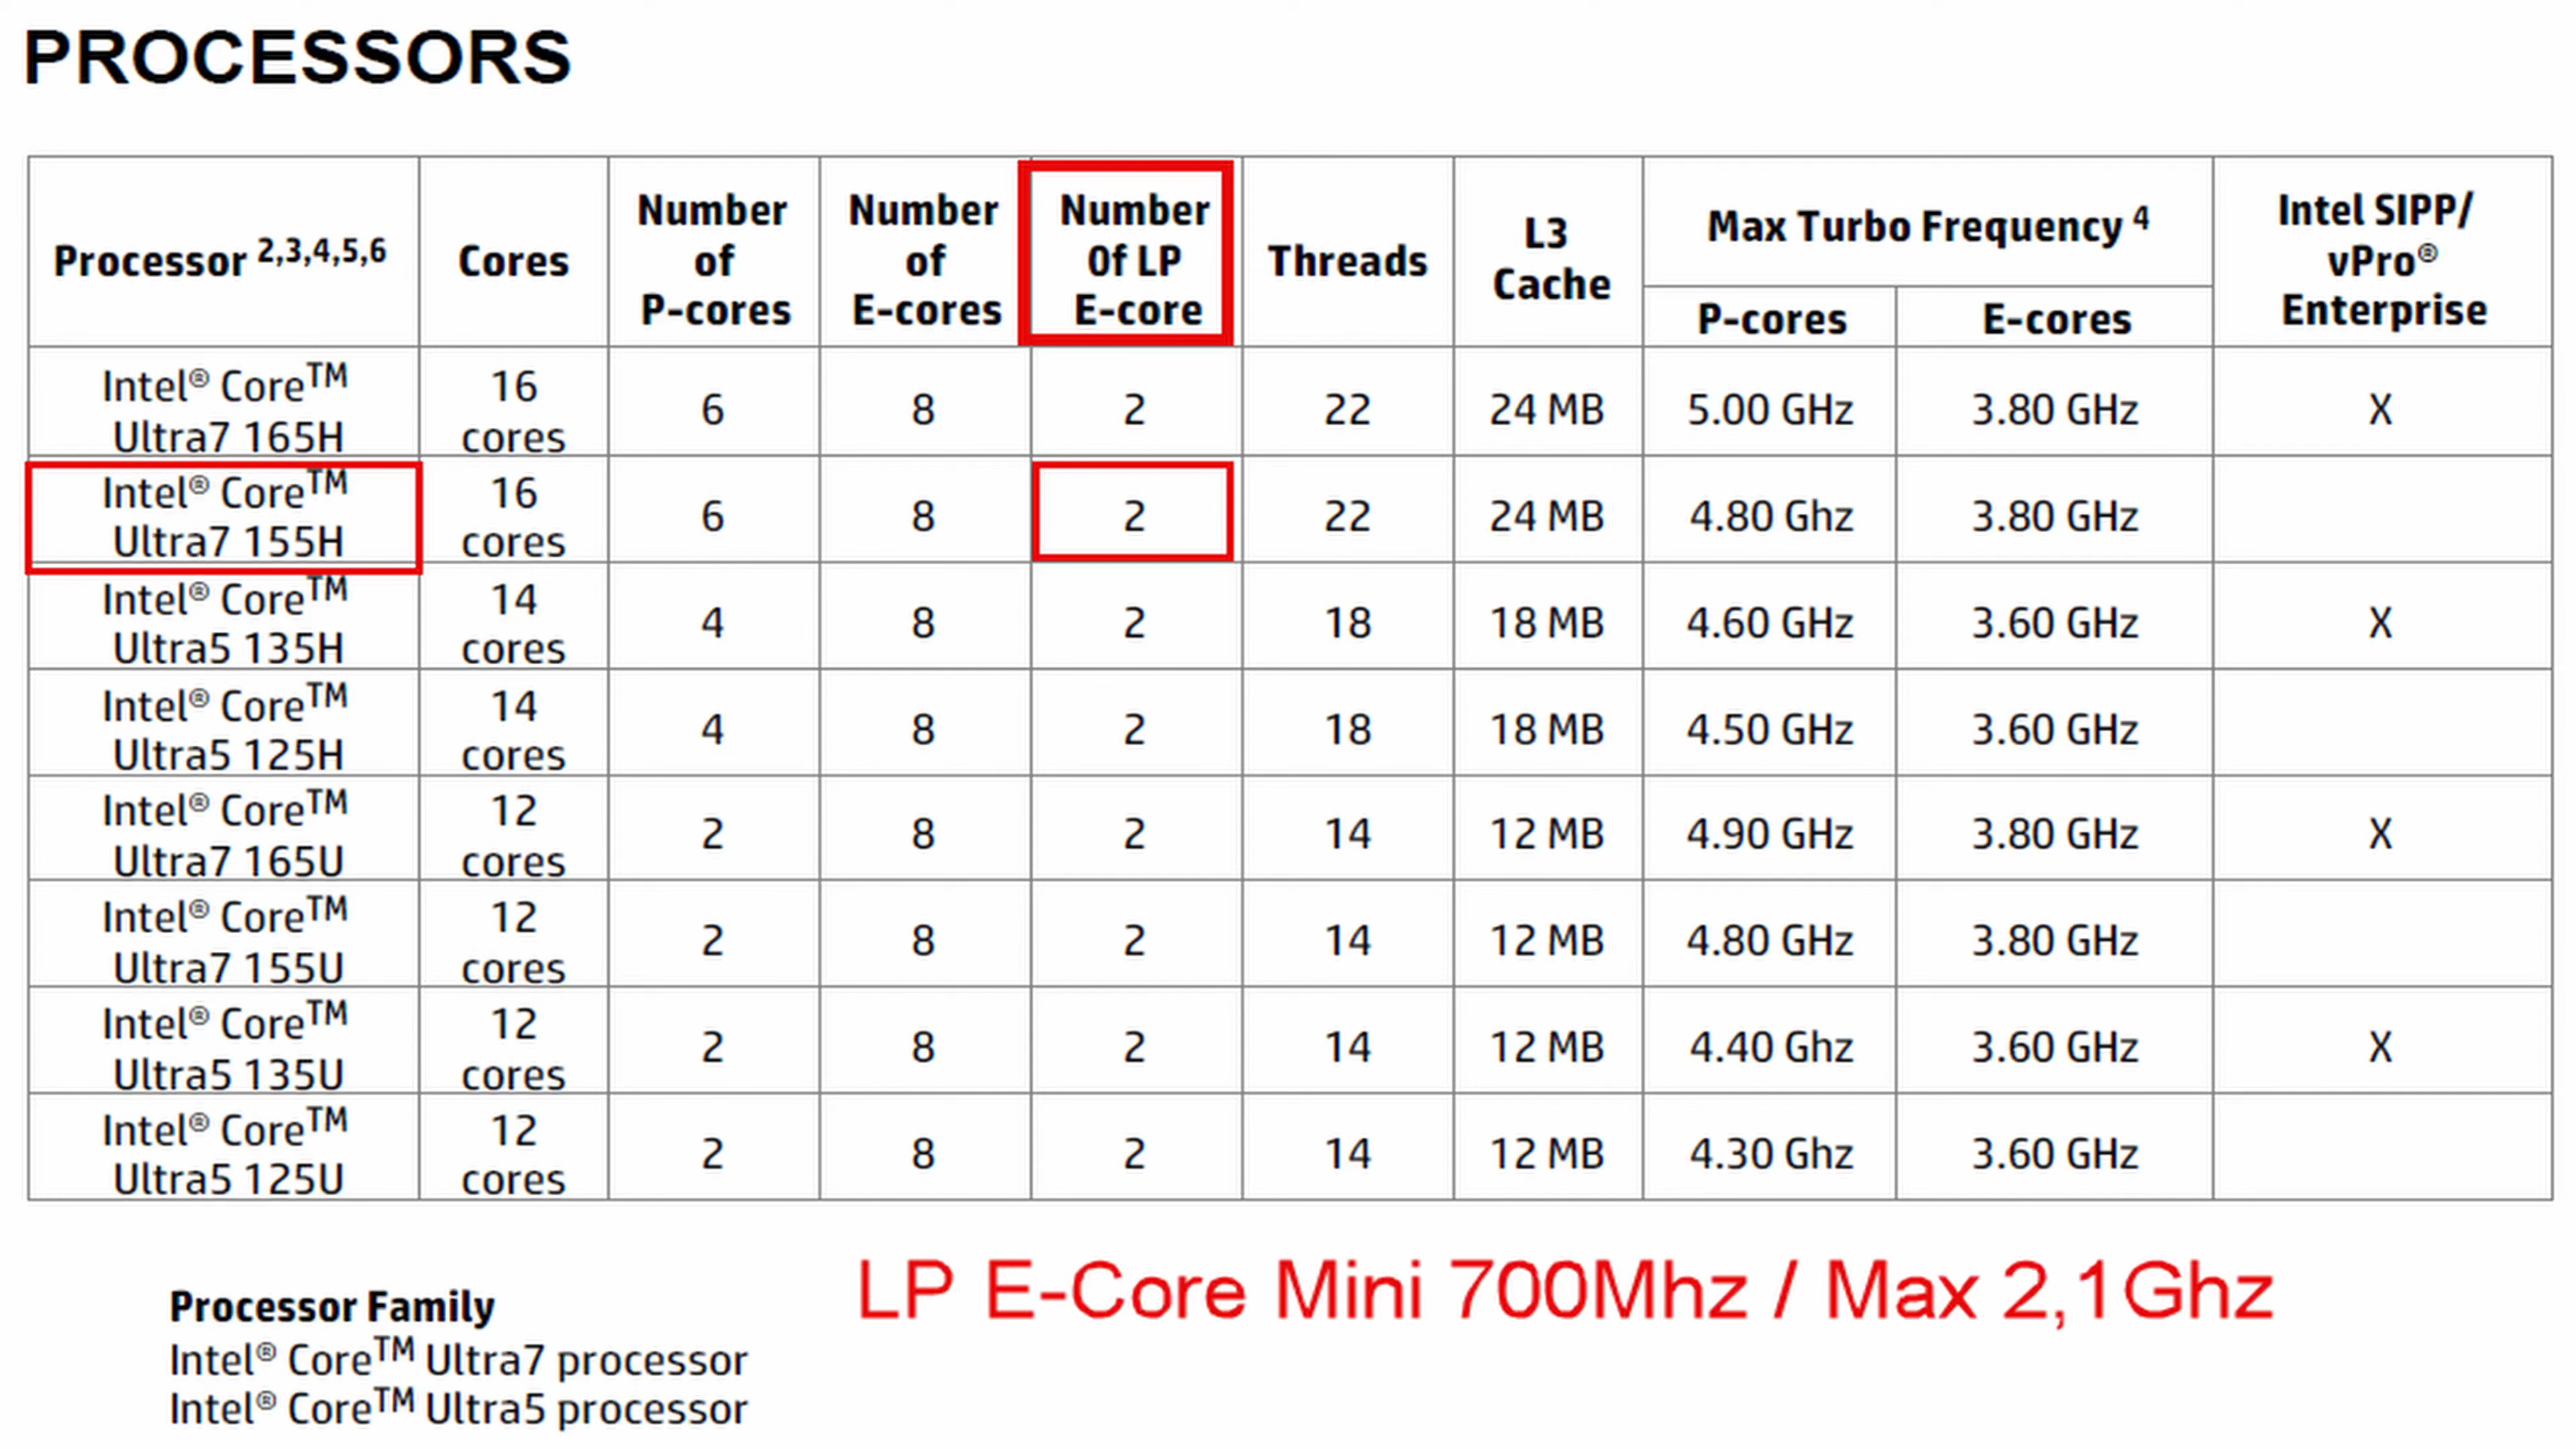 PROCESSORS
Processor 2,3,4,5,6 Cores Number of P-cores Number of E-cores Number Of LP E-core Threads L3 Cache Max Turbo Frequency 4 Intel SIPP/ vPro® Enterprise
P-cores E-cores
Intel® Core™ Ultra7 165H 16 cores 6 8 2 22 24 MB 5.00 GHz 3.80 GHz X
Intel® Core™ Ultra7 155H 16 cores 6 8 2 22 24 MB 4.80 Ghz 3.80 GHz
Intel® Core™ Ultra5 135H 14 cores 4 8 2 18 18 MB 4.60 GHz 3.60 GHz X
Intel® Core™ Ultra5 125H 14 cores 4 8 2 18 18 MB 4.50 GHz 3.60 GHz
Intel® Core™ Ultra7 165U 12 cores 2 8 2 14 12 MB 4.90 GHz 3.80 GHz X
Intel® Core™ Ultra7 155U 12 cores 2 8 2 14 12 MB 4.80 GHz 3.80 GHz
Intel® Core™ Ultra5 135U 12 cores 2 8 2 14 12 MB 4.40 Ghz 3.60 GHz X
Intel® Core™ Ultra5 125U 12 cores 2 8 2 14 12 MB 4.30 Ghz 3.60 GHz
LP E-Core Mini 700Mhz / Max 2,1Ghz
Processor Family
Intel® Core™ Ultra7 processor
Intel® Core™ Ultra5 processor